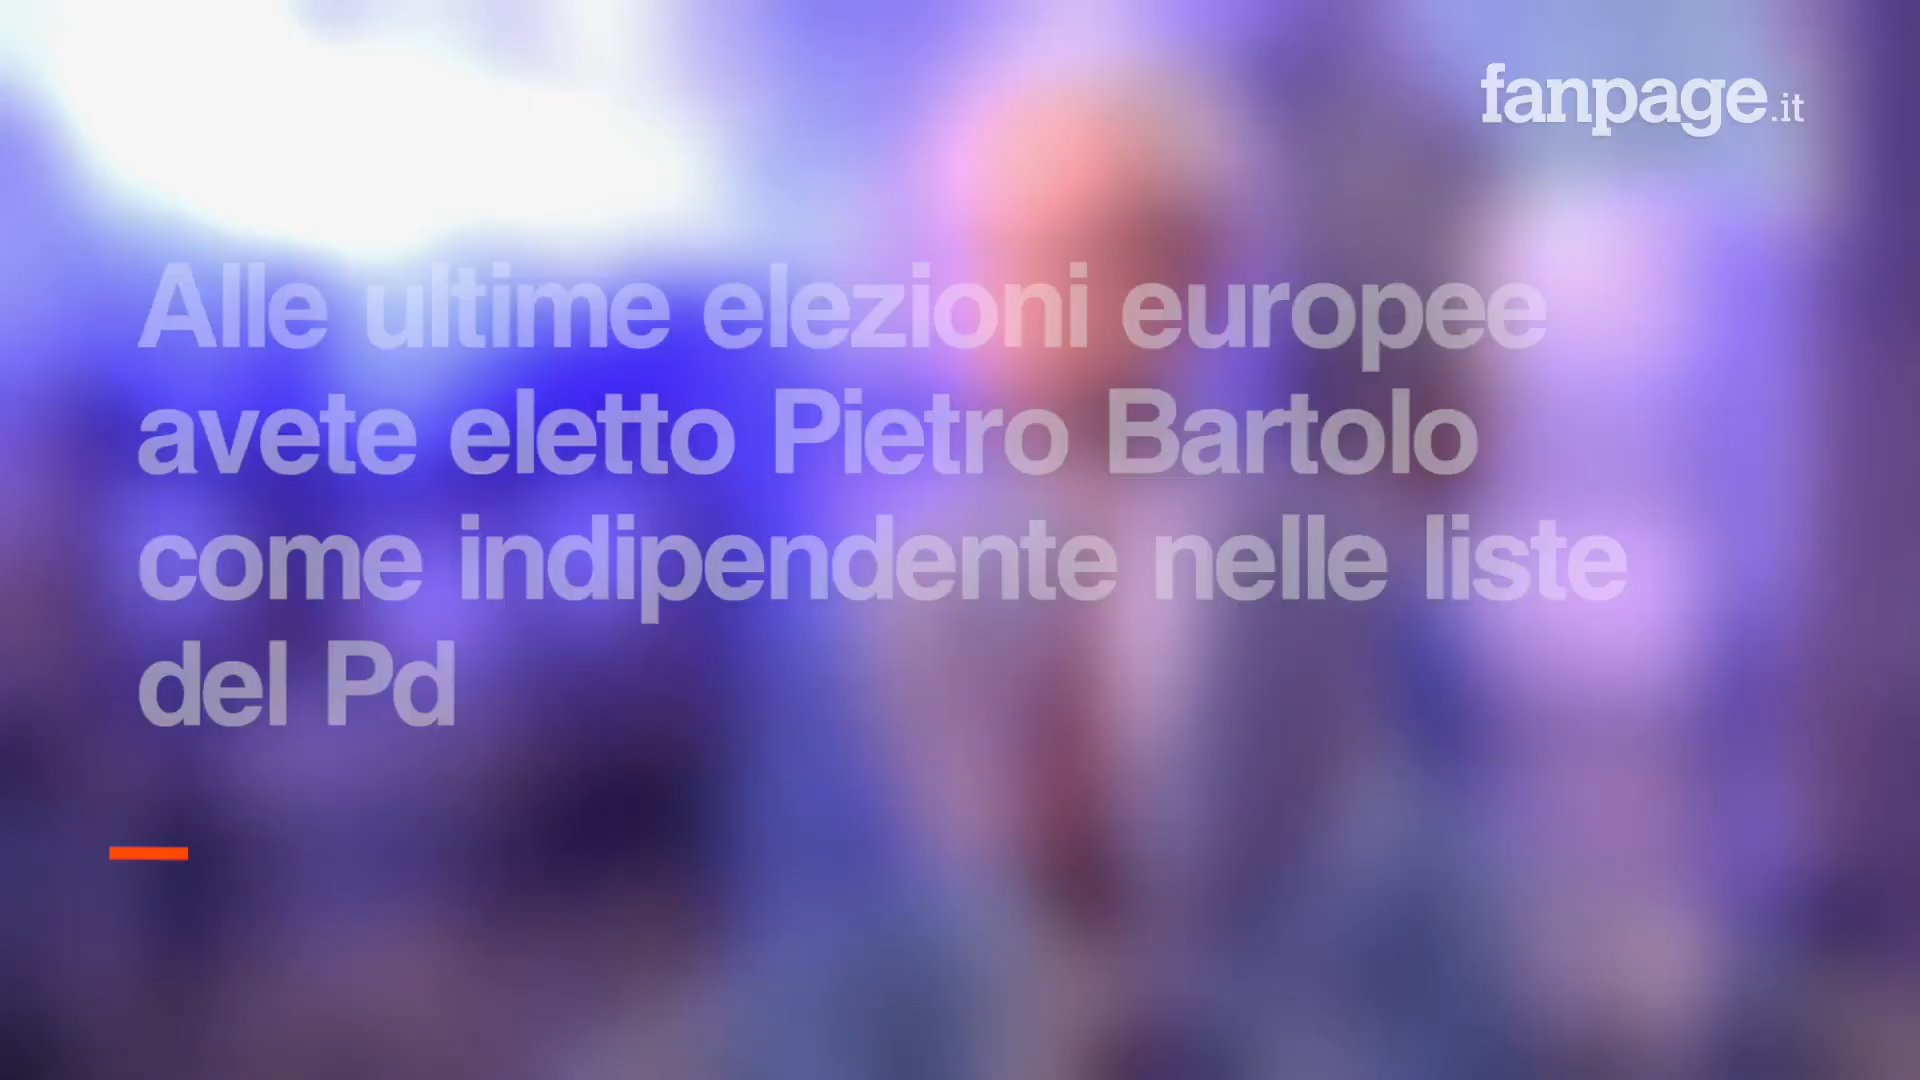 fanpage.it
Alle ultime elezioni europee
avete eletto Pietro Bartolo
come indipendente nelle liste
del Pd